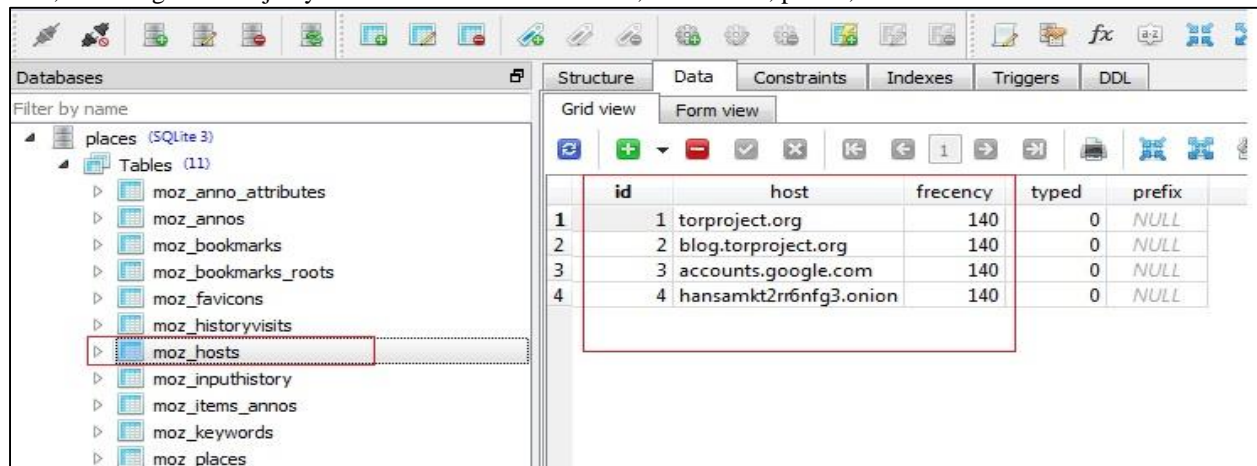 Databases
Filter by name
places (SQLite 3)
Tables (11)
moz_anno_attributes
moz_annos
moz_bookmarks
moz_bookmarks_roots
moz_favicons
moz_historyvisits
moz_hosts
moz_inputhistory
moz_items_annos
moz_keywords
moz_places
fx
a-z
Structure Data Constraints Indexes Triggers DDL
Grid view Form view
1
id host frecency typed prefix
1 1 torproject.org 140 0 NULL
2 2 blog.torproject.org 140 0 NULL
3 3 accounts.google.com 140 0 NULL
4 4 hansamkt2rr6nfg3.onion 140 0 NULL